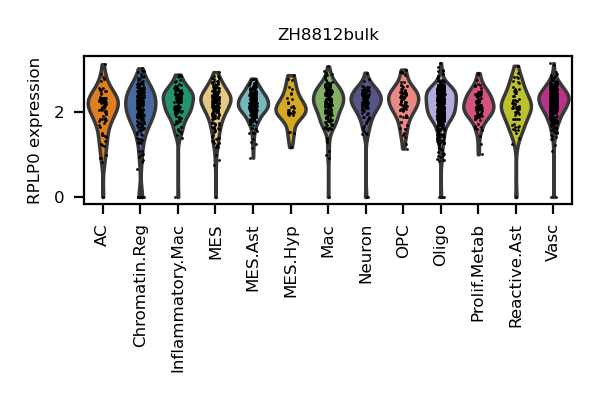 ZH8812bulk
RPLP0 expression
2
0
AC
Chromatin.Reg
Inflammatory.Mac
MES
MES.Ast
MES.Hyp
Mac
Neuron
OPC
Oligo
Prolif.Metab
Reactive.Ast
Vasc